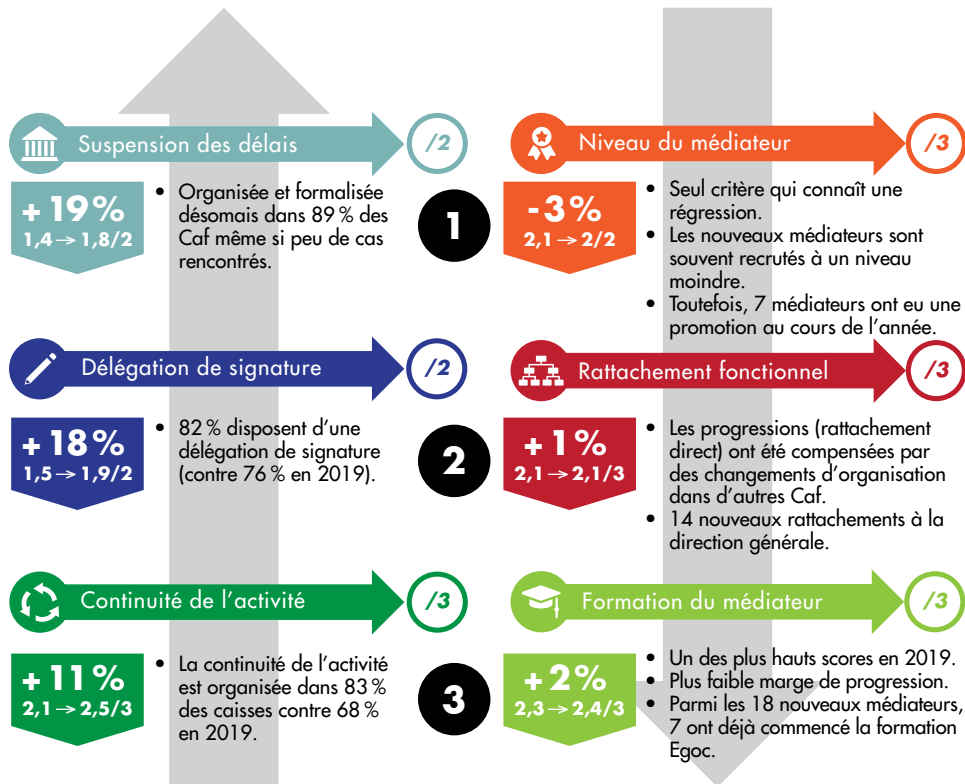 Suspension des délais
/2
+ 19 %
1,4 → 1,8/2
• Organisée et formalisée
désomais dans 89 % des
Caf même si peu de cas
rencontrés.
1
Niveau du médiateur
/3
- 3 %
2,1 → 2/2
• Seul critère qui connaît une
régression.
• Les nouveaux médiateurs sont
souvent recrutés à un niveau
moindre.
• Toutefois, 7 médiateurs ont eu une
promotion au cours de l’année.
Délégation de signature
/2
+ 18 %
1,5 → 1,9/2
• 82 % disposent d’une
délégation de signature
(contre 76 % en 2019).
2
Rattachement fonctionnel
/3
+ 1 %
2,1 → 2,1/3
• Les progressions (rattachement
direct) ont été compensées par
des changements d’organisation
dans d’autres Caf.
• 14 nouveaux rattachements à la
direction générale.
Continuité de l’activité
/3
+ 11 %
2,1 → 2,5/3
• La continuité de l’activité
est organisée dans 83 %
des caisses contre 68 %
en 2019.
3
Formation du médiateur
/3
+ 2 %
2,3 → 2,4/3
• Un des plus hauts scores en 2019.
• Plus faible marge de progression.
• Parmi les 18 nouveaux médiateurs,
7 ont déjà commencé la formation
Egoc.